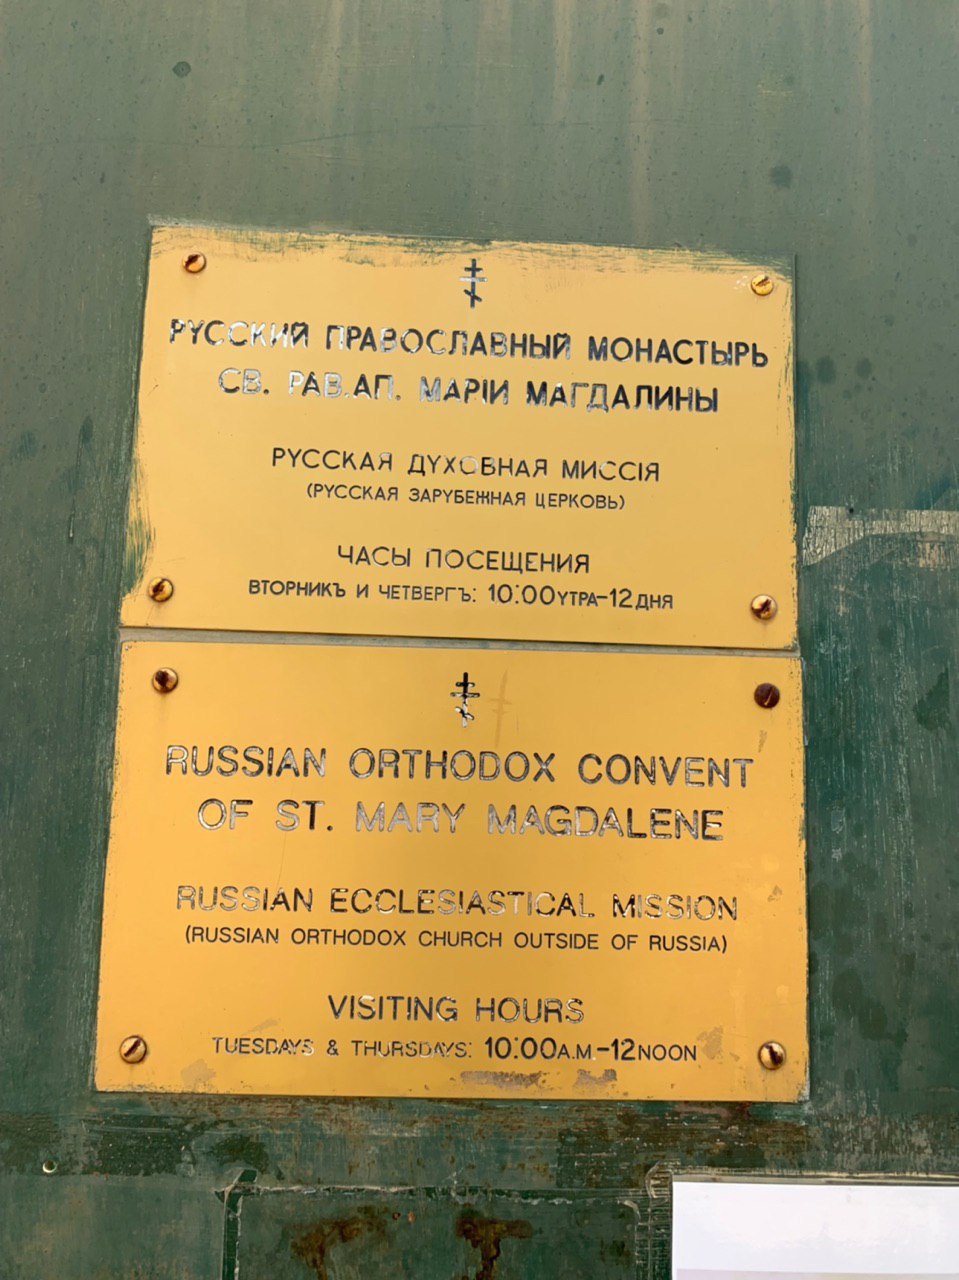 РУССКИЙ ПРАВОСЛАВНЫЙ МОНАСТЫРЬ
СВ. РАВ.АП. МАРІИ МАГДАЛИНЫ
РУССКАЯ ДУХОВНАЯ МИССІЯ
(РУССКАЯ ЗАРУБЕЖНАЯ ЦЕРКОВЬ)
ЧАСЫ ПОСЕЩЕНИЯ
ВТОРНИКЪ И ЧЕТВЕРГЪ: 10:00УТРА–12ДНЯ
RUSSIAN ORTHODOX CONVENT
OF ST. MARY MAGDALENE
RUSSIAN ECCLESIASTICAL MISSION
(RUSSIAN ORTHODOX CHURCH OUTSIDE OF RUSSIA)
VISITING HOURS
TUESDAYS & THURSDAYS: 10:00A.M.–12NOON